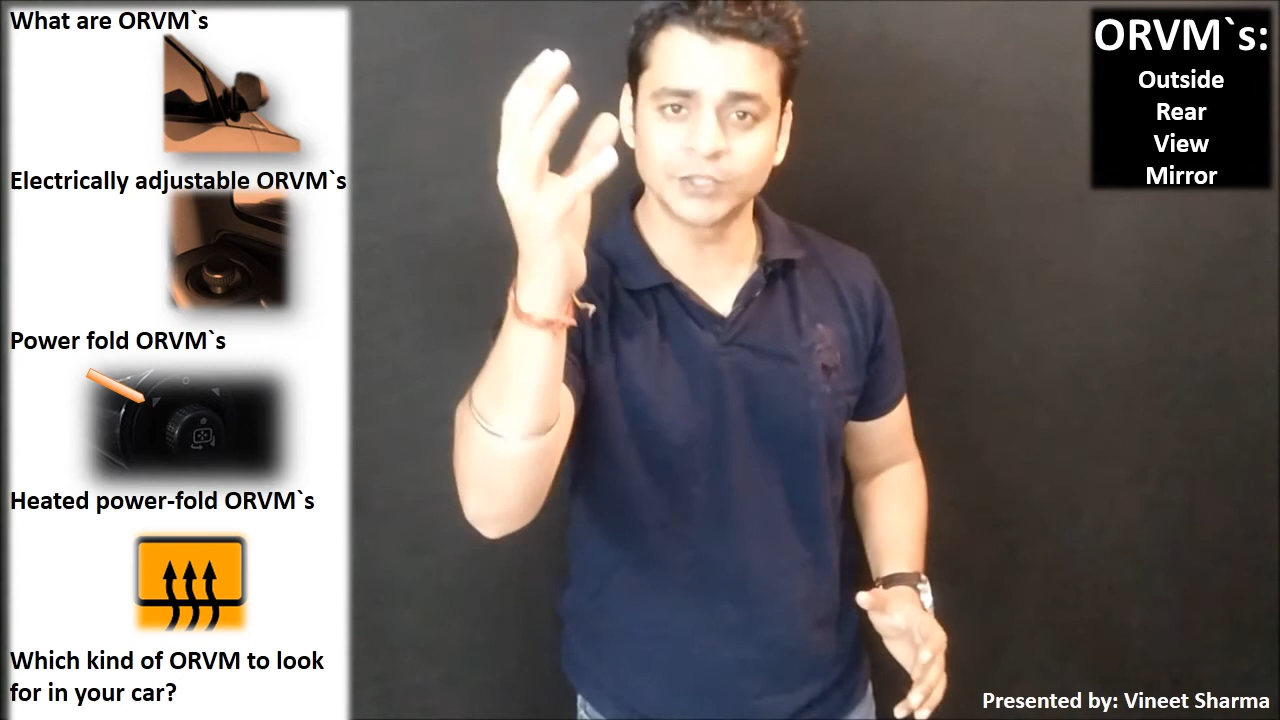 What are ORVM`s
Electrically adjustable ORVM`s
Power fold ORVM`s
Heated power-fold ORVM`s
Which kind of ORVM to look
for in your car?
ORVM`s:
Outside
Rear
View
Mirror
Presented by: Vineet Sharma